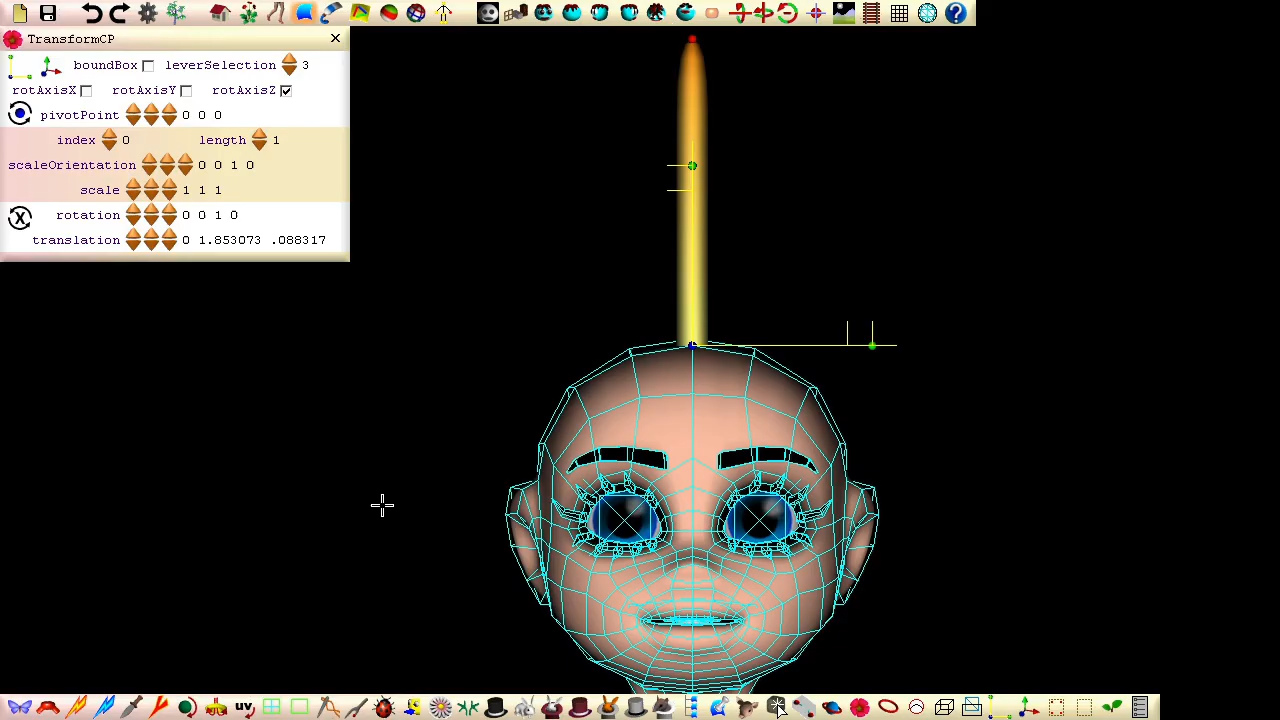 TransformCP
boundBox leverSelection 3
rotAxisX rotAxisY rotAxisZ
pivotPoint 0 0 0
index 0 length 1
scaleOrientation 0 0 1 0
scale 1 1 1
rotation 0 0 1 0
translation 0 1.853073 .088317
uv